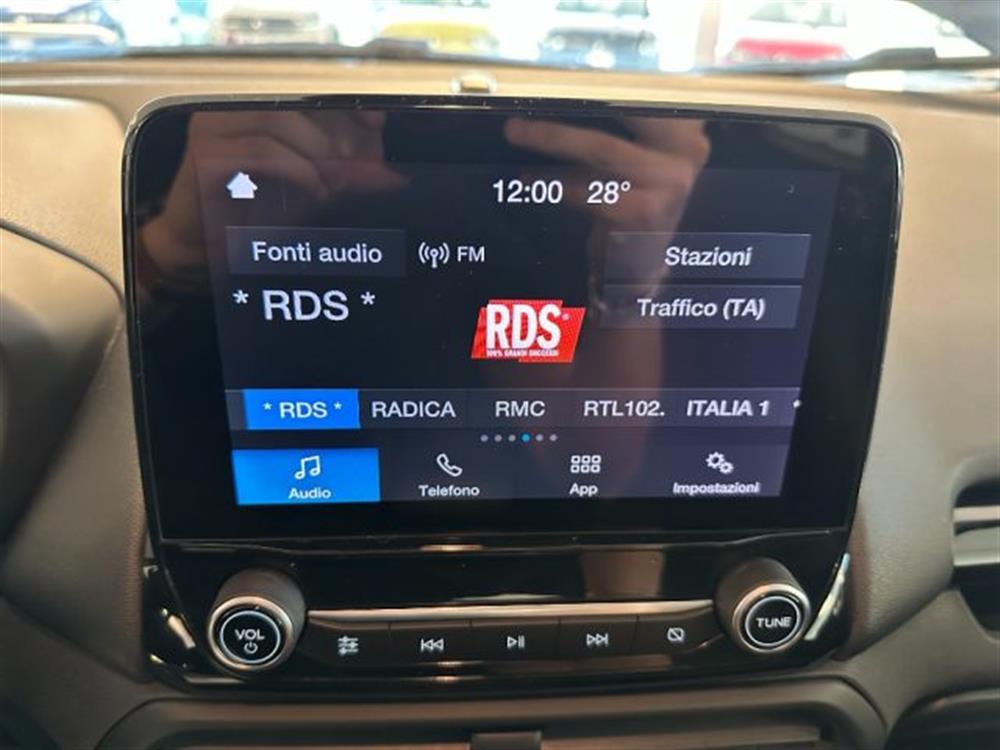 12:00 28°
Fonti audio FM Stazioni
* RDS * Traffico (TA)
RDS
100% GRANDI SUCCESSI
* RDS * RADICA RMC RTL102. ITALIA 1
Audio Telefono App Impostazioni
VOL TUNE